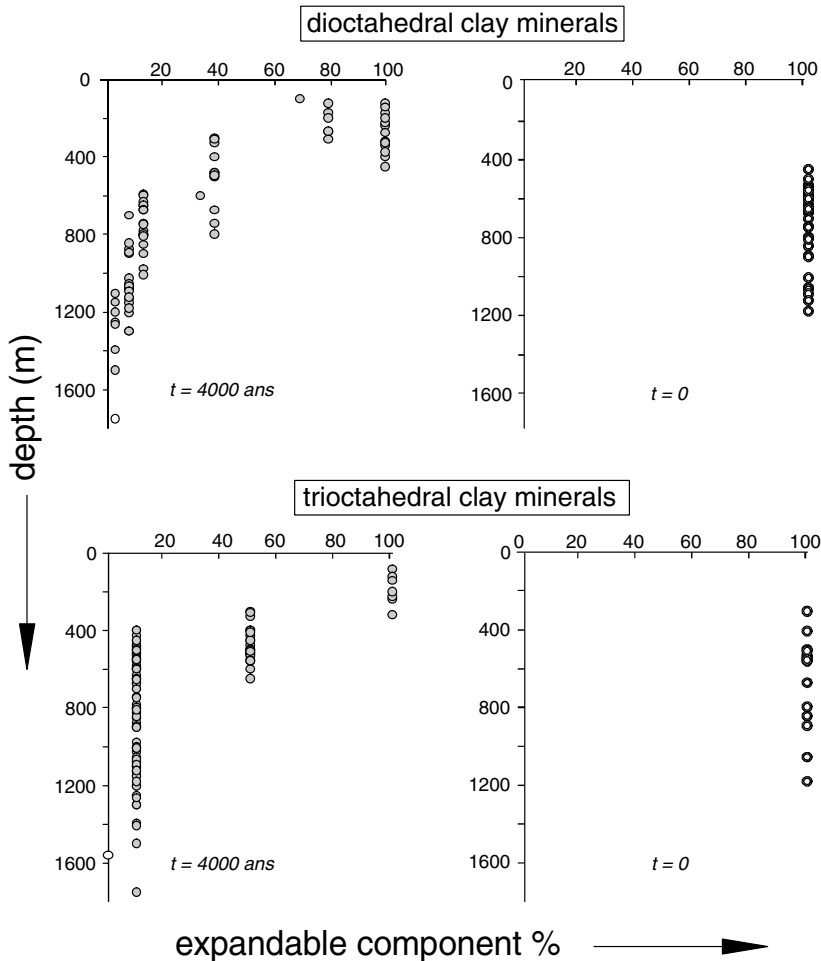 dioctahedral clay minerals
20 40 60 80 100
0
400
800
1200
1600
t = 4000 ans
20 40 60 80 100
0
400
800
1200
1600
t = 0
depth (m)
trioctahedral clay minerals
20 40 60 80 100
0
400
800
1200
1600
t = 4000 ans
0 20 40 60 80 100
0
400
800
1200
1600
t = 0
expandable component %